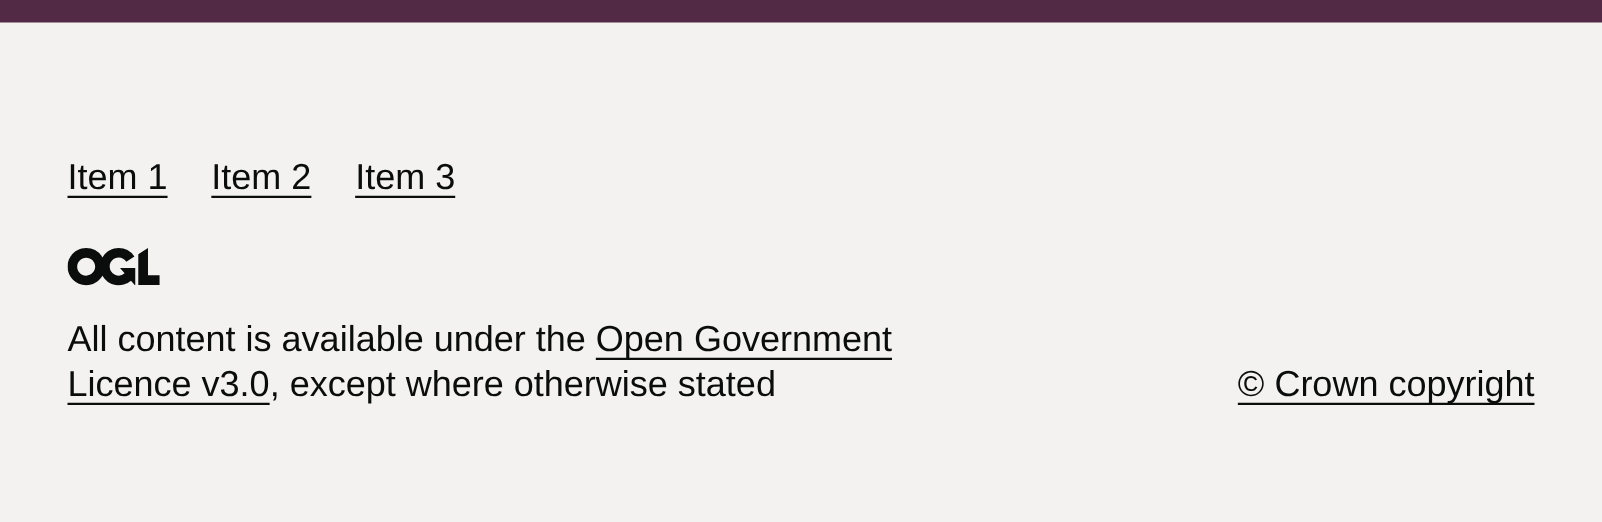 Item 1 Item 2 Item 3
OGL
All content is available under the Open Government
Licence v3.0, except where otherwise stated
© Crown copyright